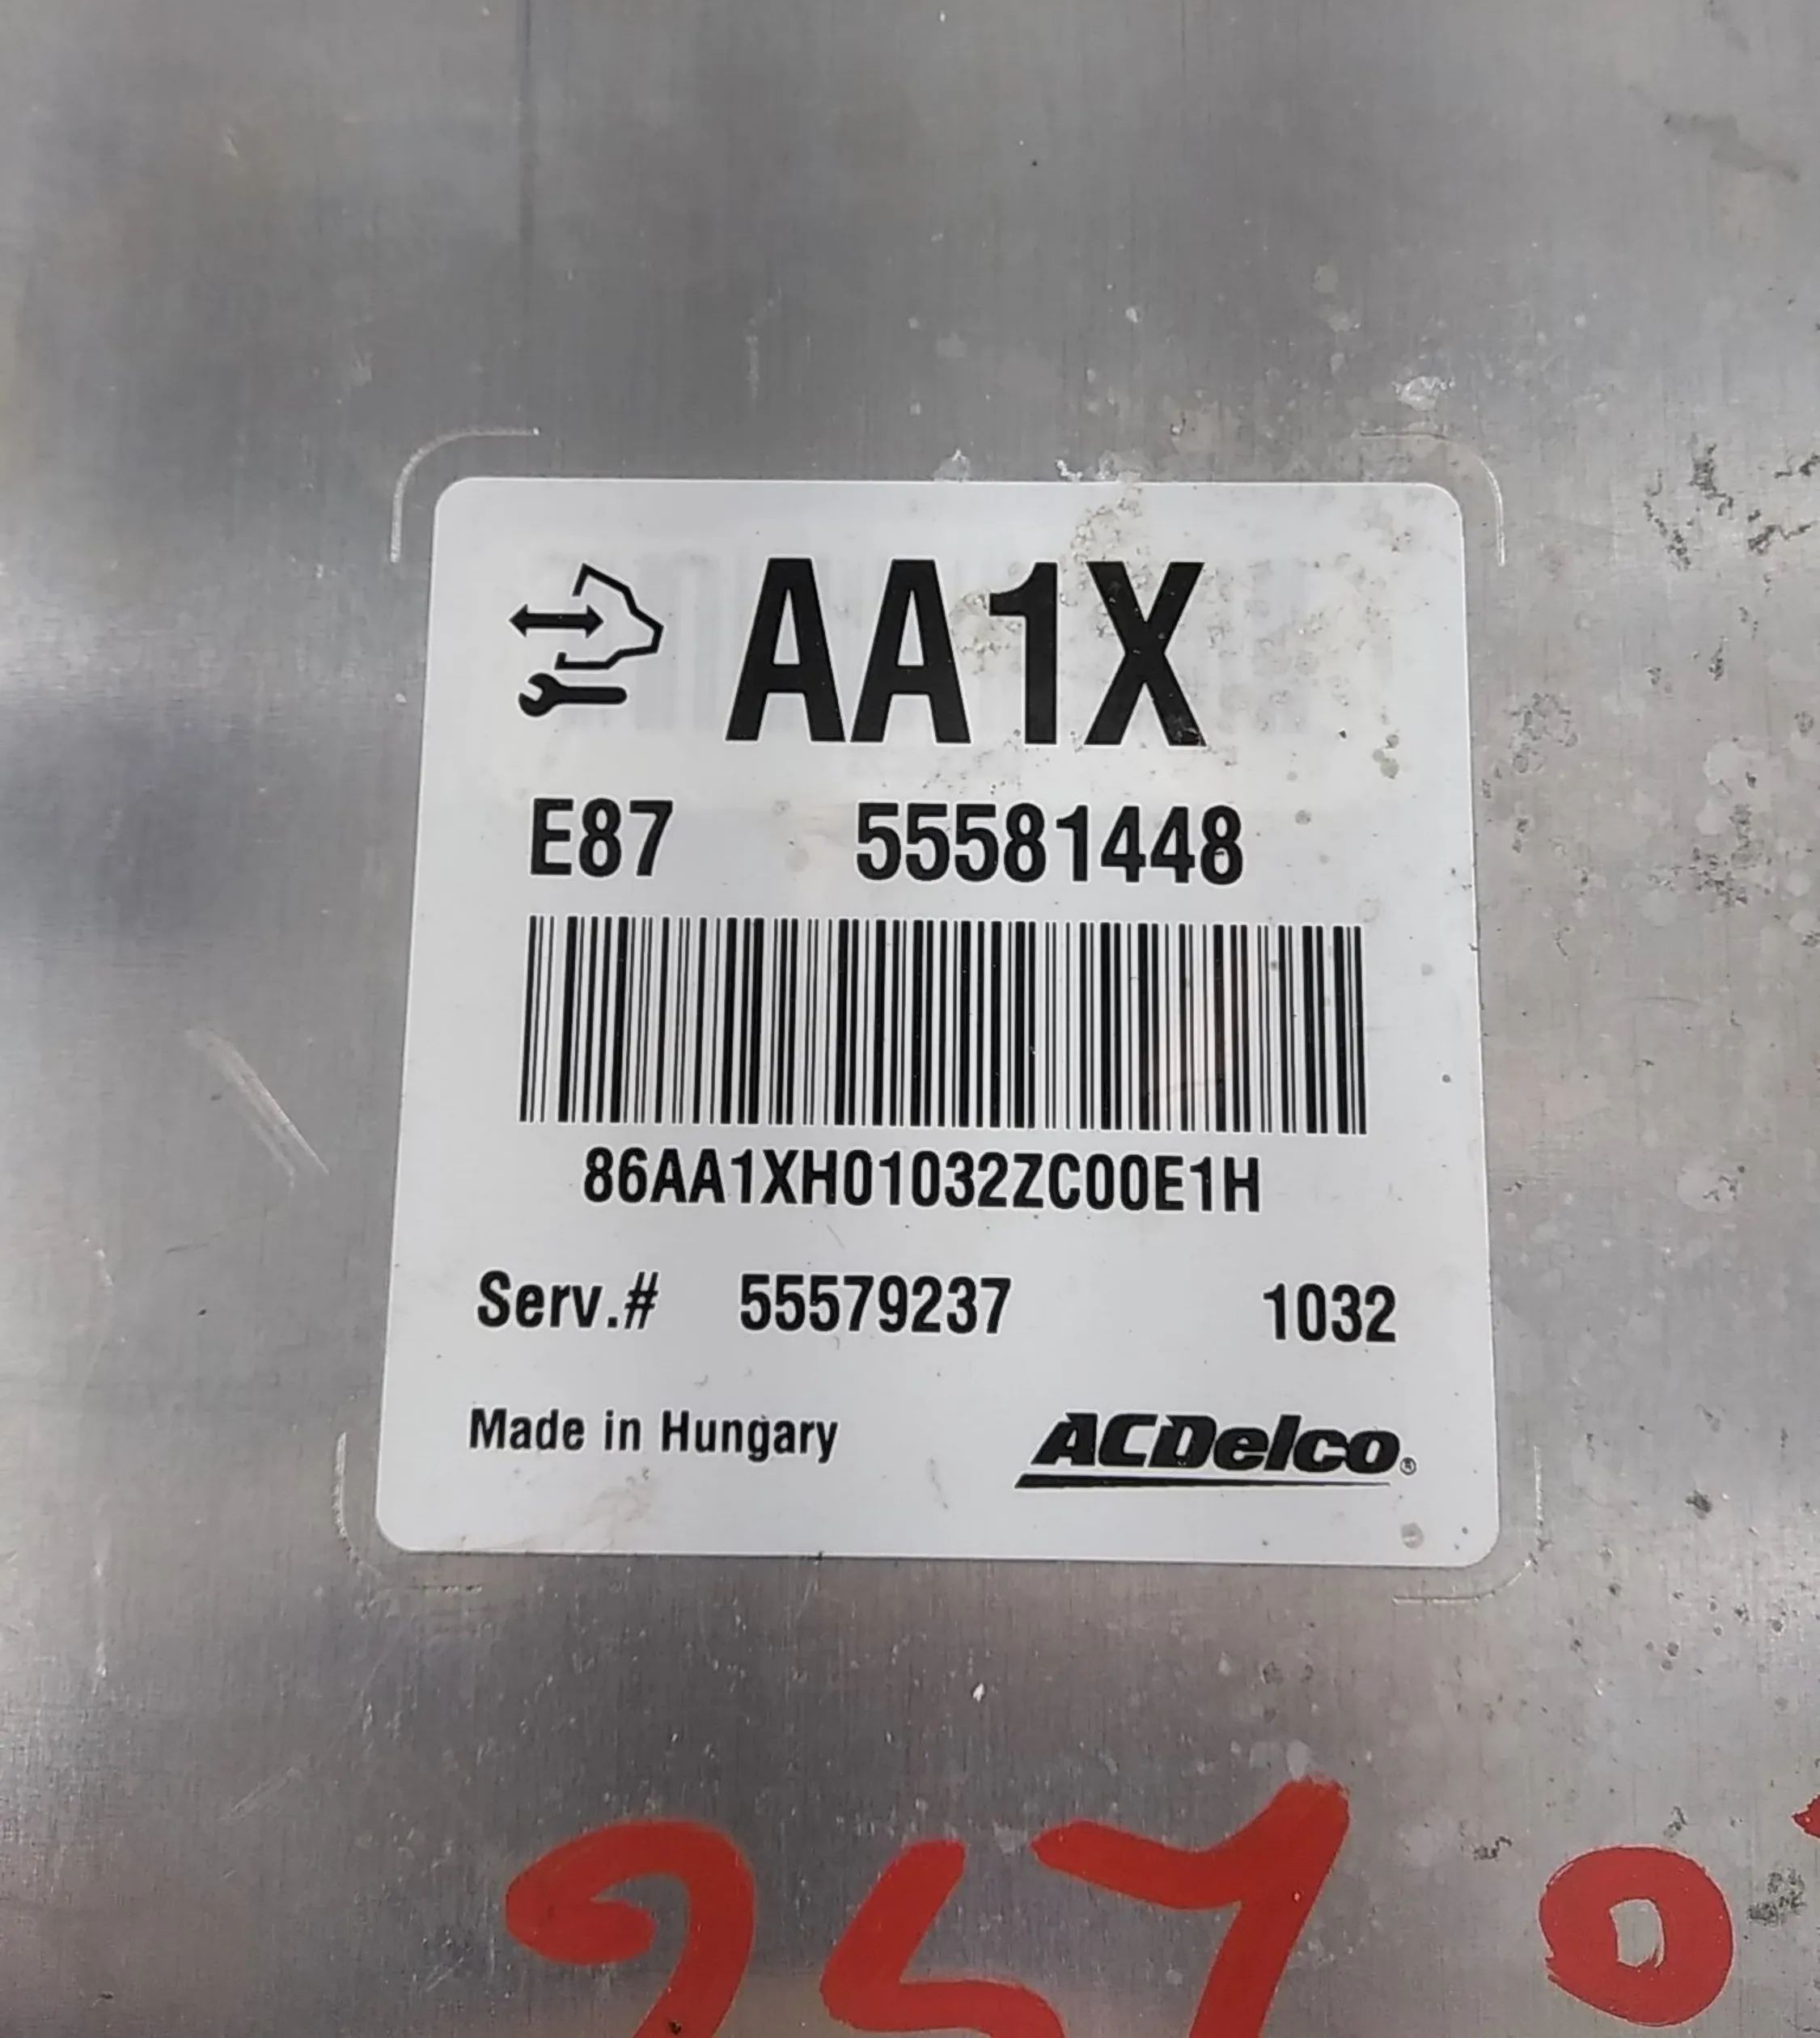 AA1X
E87 55581448
86AA1XH01032ZC00E1H
Serv.# 55579237 1032
Made in Hungary ACDelco®